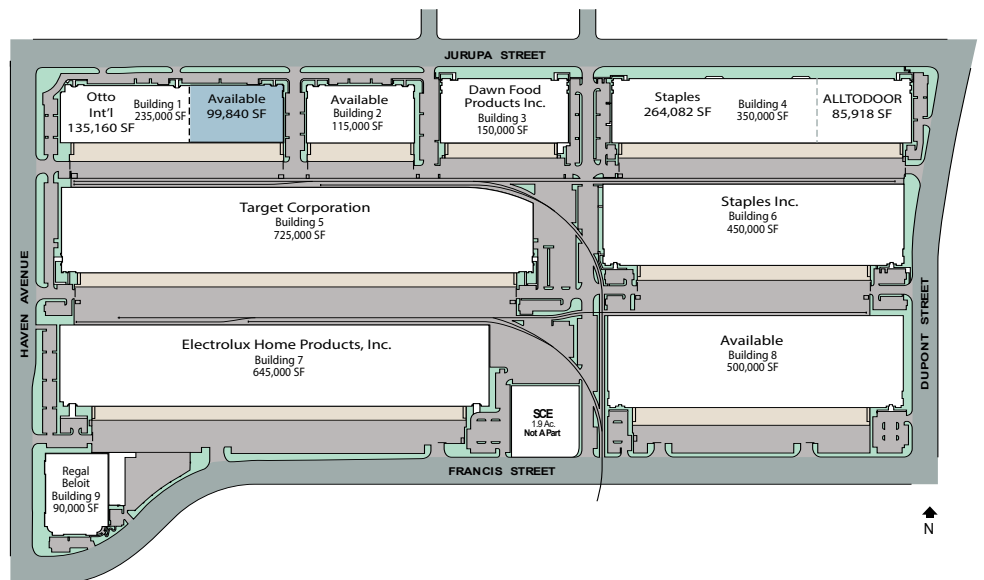 JURUPA STREET
Otto
Int'l
135,160 SF
Building 1
235,000 SF
Available
99,840 SF
Available
Building 2
115,000 SF
Dawn Food
Products Inc.
Building 3
150,000 SF
Staples
264,082 SF
Building 4
350,000 SF
ALLTODOOR
85,918 SF
Target Corporation
Building 5
725,000 SF
Staples Inc.
Building 6
450,000 SF
HAVEN AVENUE
DUPONT STREET
Electrolux Home Products, Inc.
Building 7
645,000 SF
Available
Building 8
500,000 SF
SCE
1.9 Ac.
Not A Part
FRANCIS STREET
Regal
Beloit
Building 9
90,000 SF
N